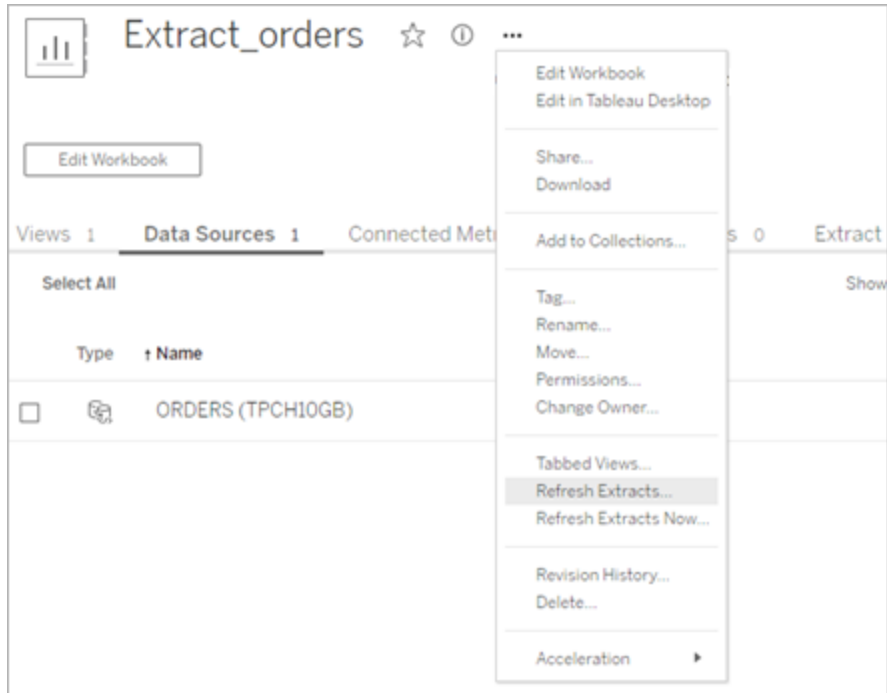 Extract_orders
Edit Workbook
Edit in Tableau Desktop
Edit Workbook
Share...
Download
Views 1 Data Sources 1 Connected Met s 0 Extract
Add to Collections...
Select All Show
Tag...
Rename...
Type ↑ Name
Move...
Permissions...
ORDERS (TPCH10GB)
Change Owner...
Tabbed Views...
Refresh Extracts...
Refresh Extracts Now...
Revision History...
Delete...
Acceleration